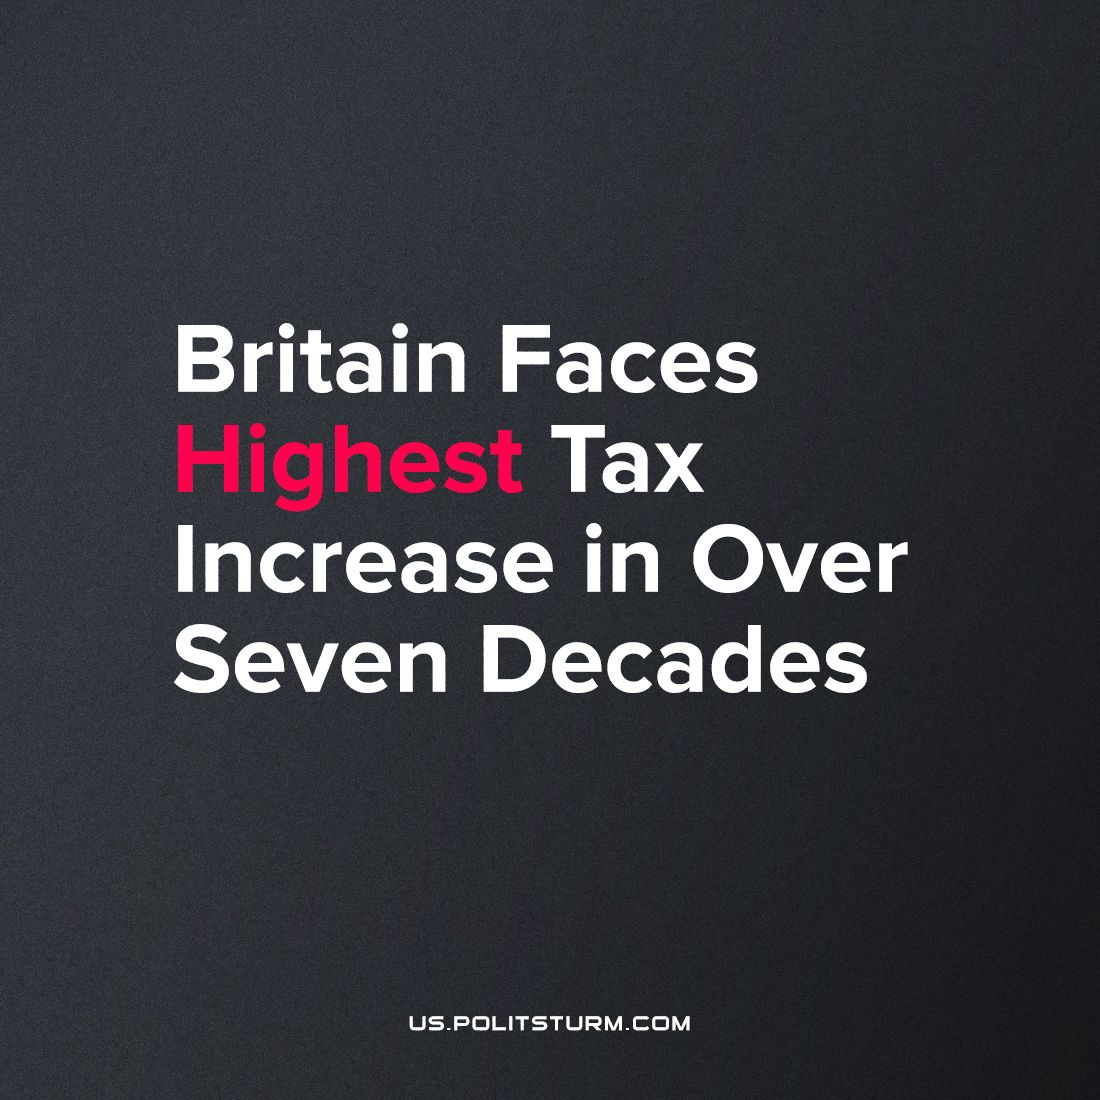 Britain Faces
Highest Tax
Increase in Over
Seven Decades
US.POLITSTURM.COM